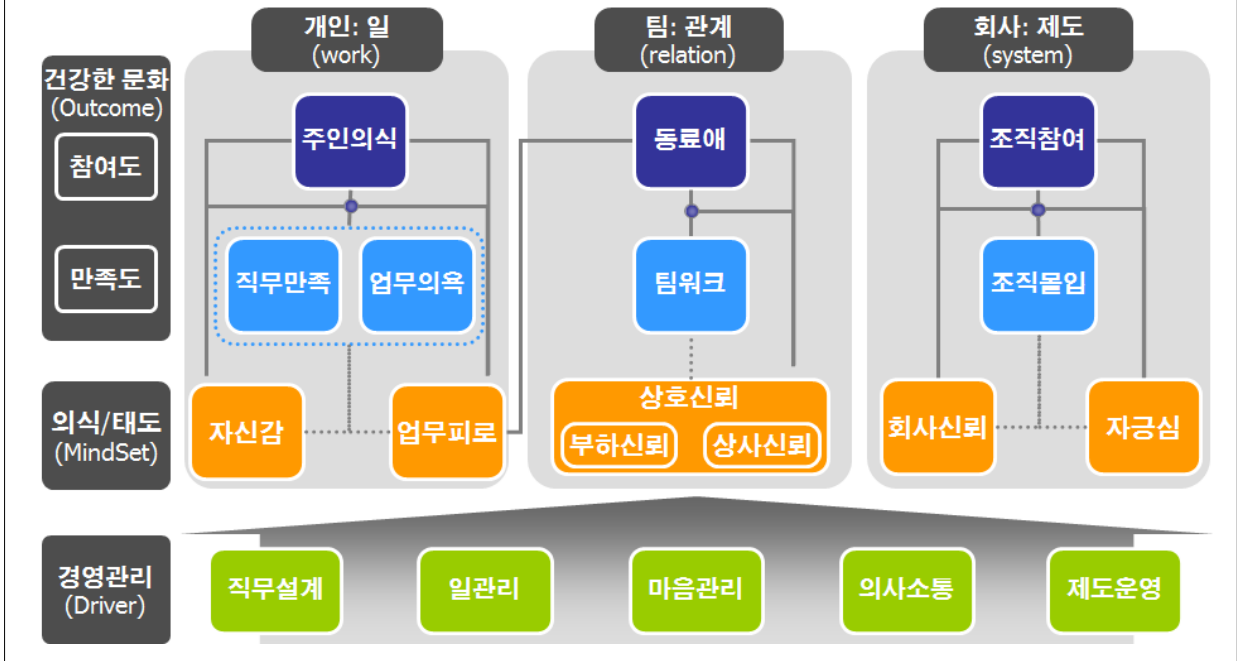 개인: 일
(work)
팀: 관계
(relation)
회사: 제도
(system)
건강한 문화
(Outcome)
참여도
만족도
주인의식
동료애
조직참여
직무만족
업무의욕
팀워크
조직몰입
의식/태도
(MindSet)
자신감
업무피로
상호신뢰
부하신뢰
상사신뢰
회사신뢰
자긍심
경영관리
(Driver)
직무설계
일관리
마음관리
의사소통
제도운영